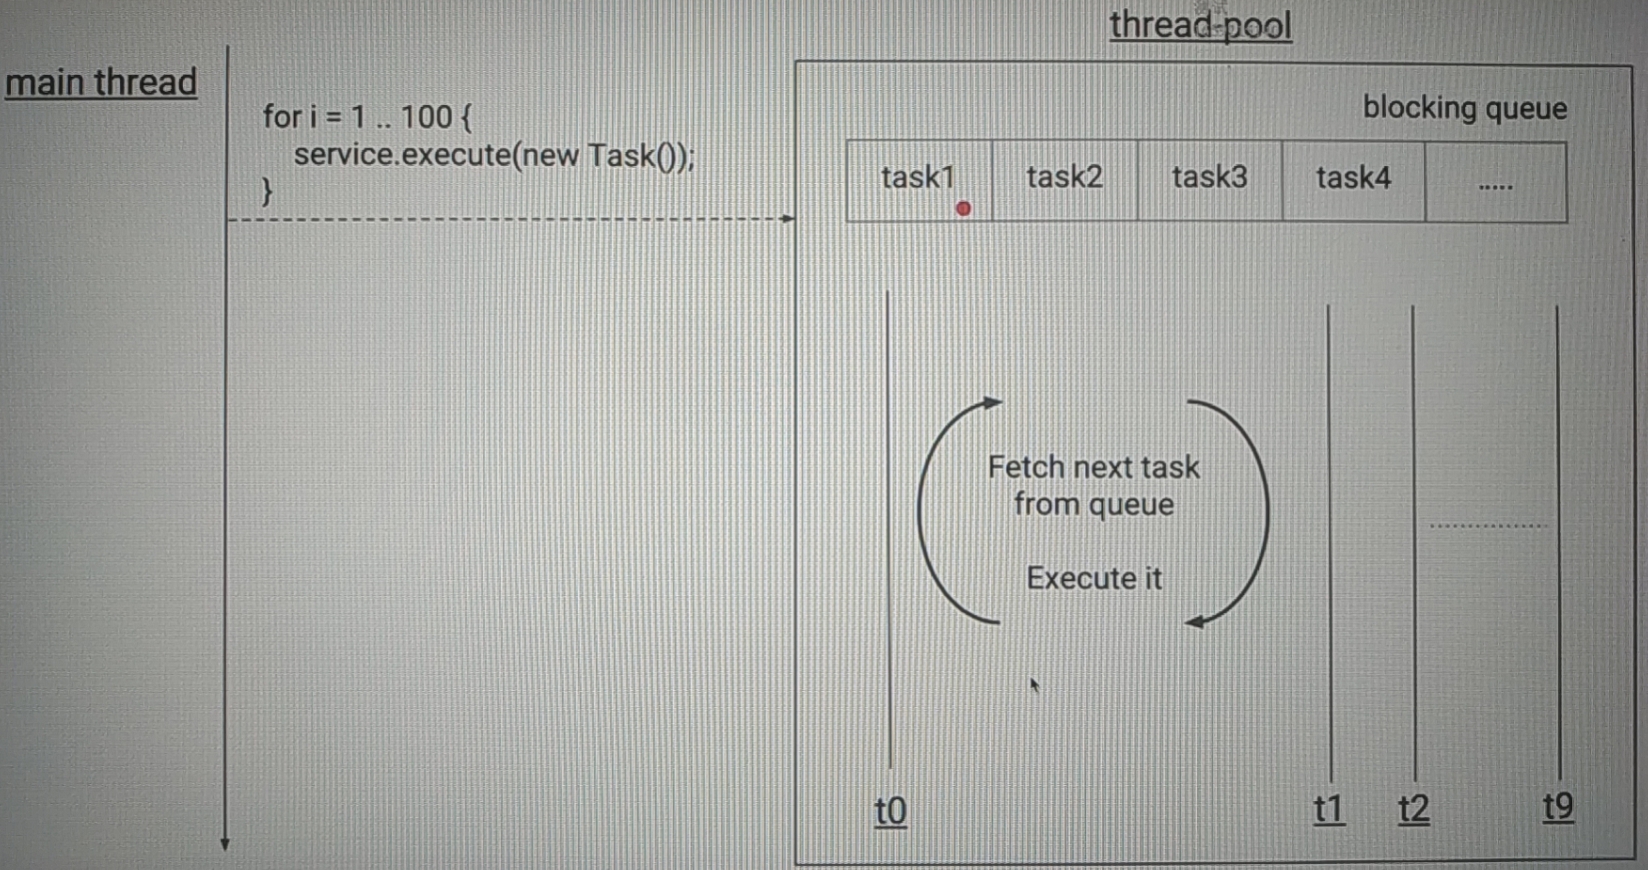 thread-pool
main thread
blocking queue
for i = 1 .. 100 {
service.execute(new Task());
}
task1 task2 task3 task4 .....
Fetch next task
from queue
Execute it
t0 t1 t2 t9